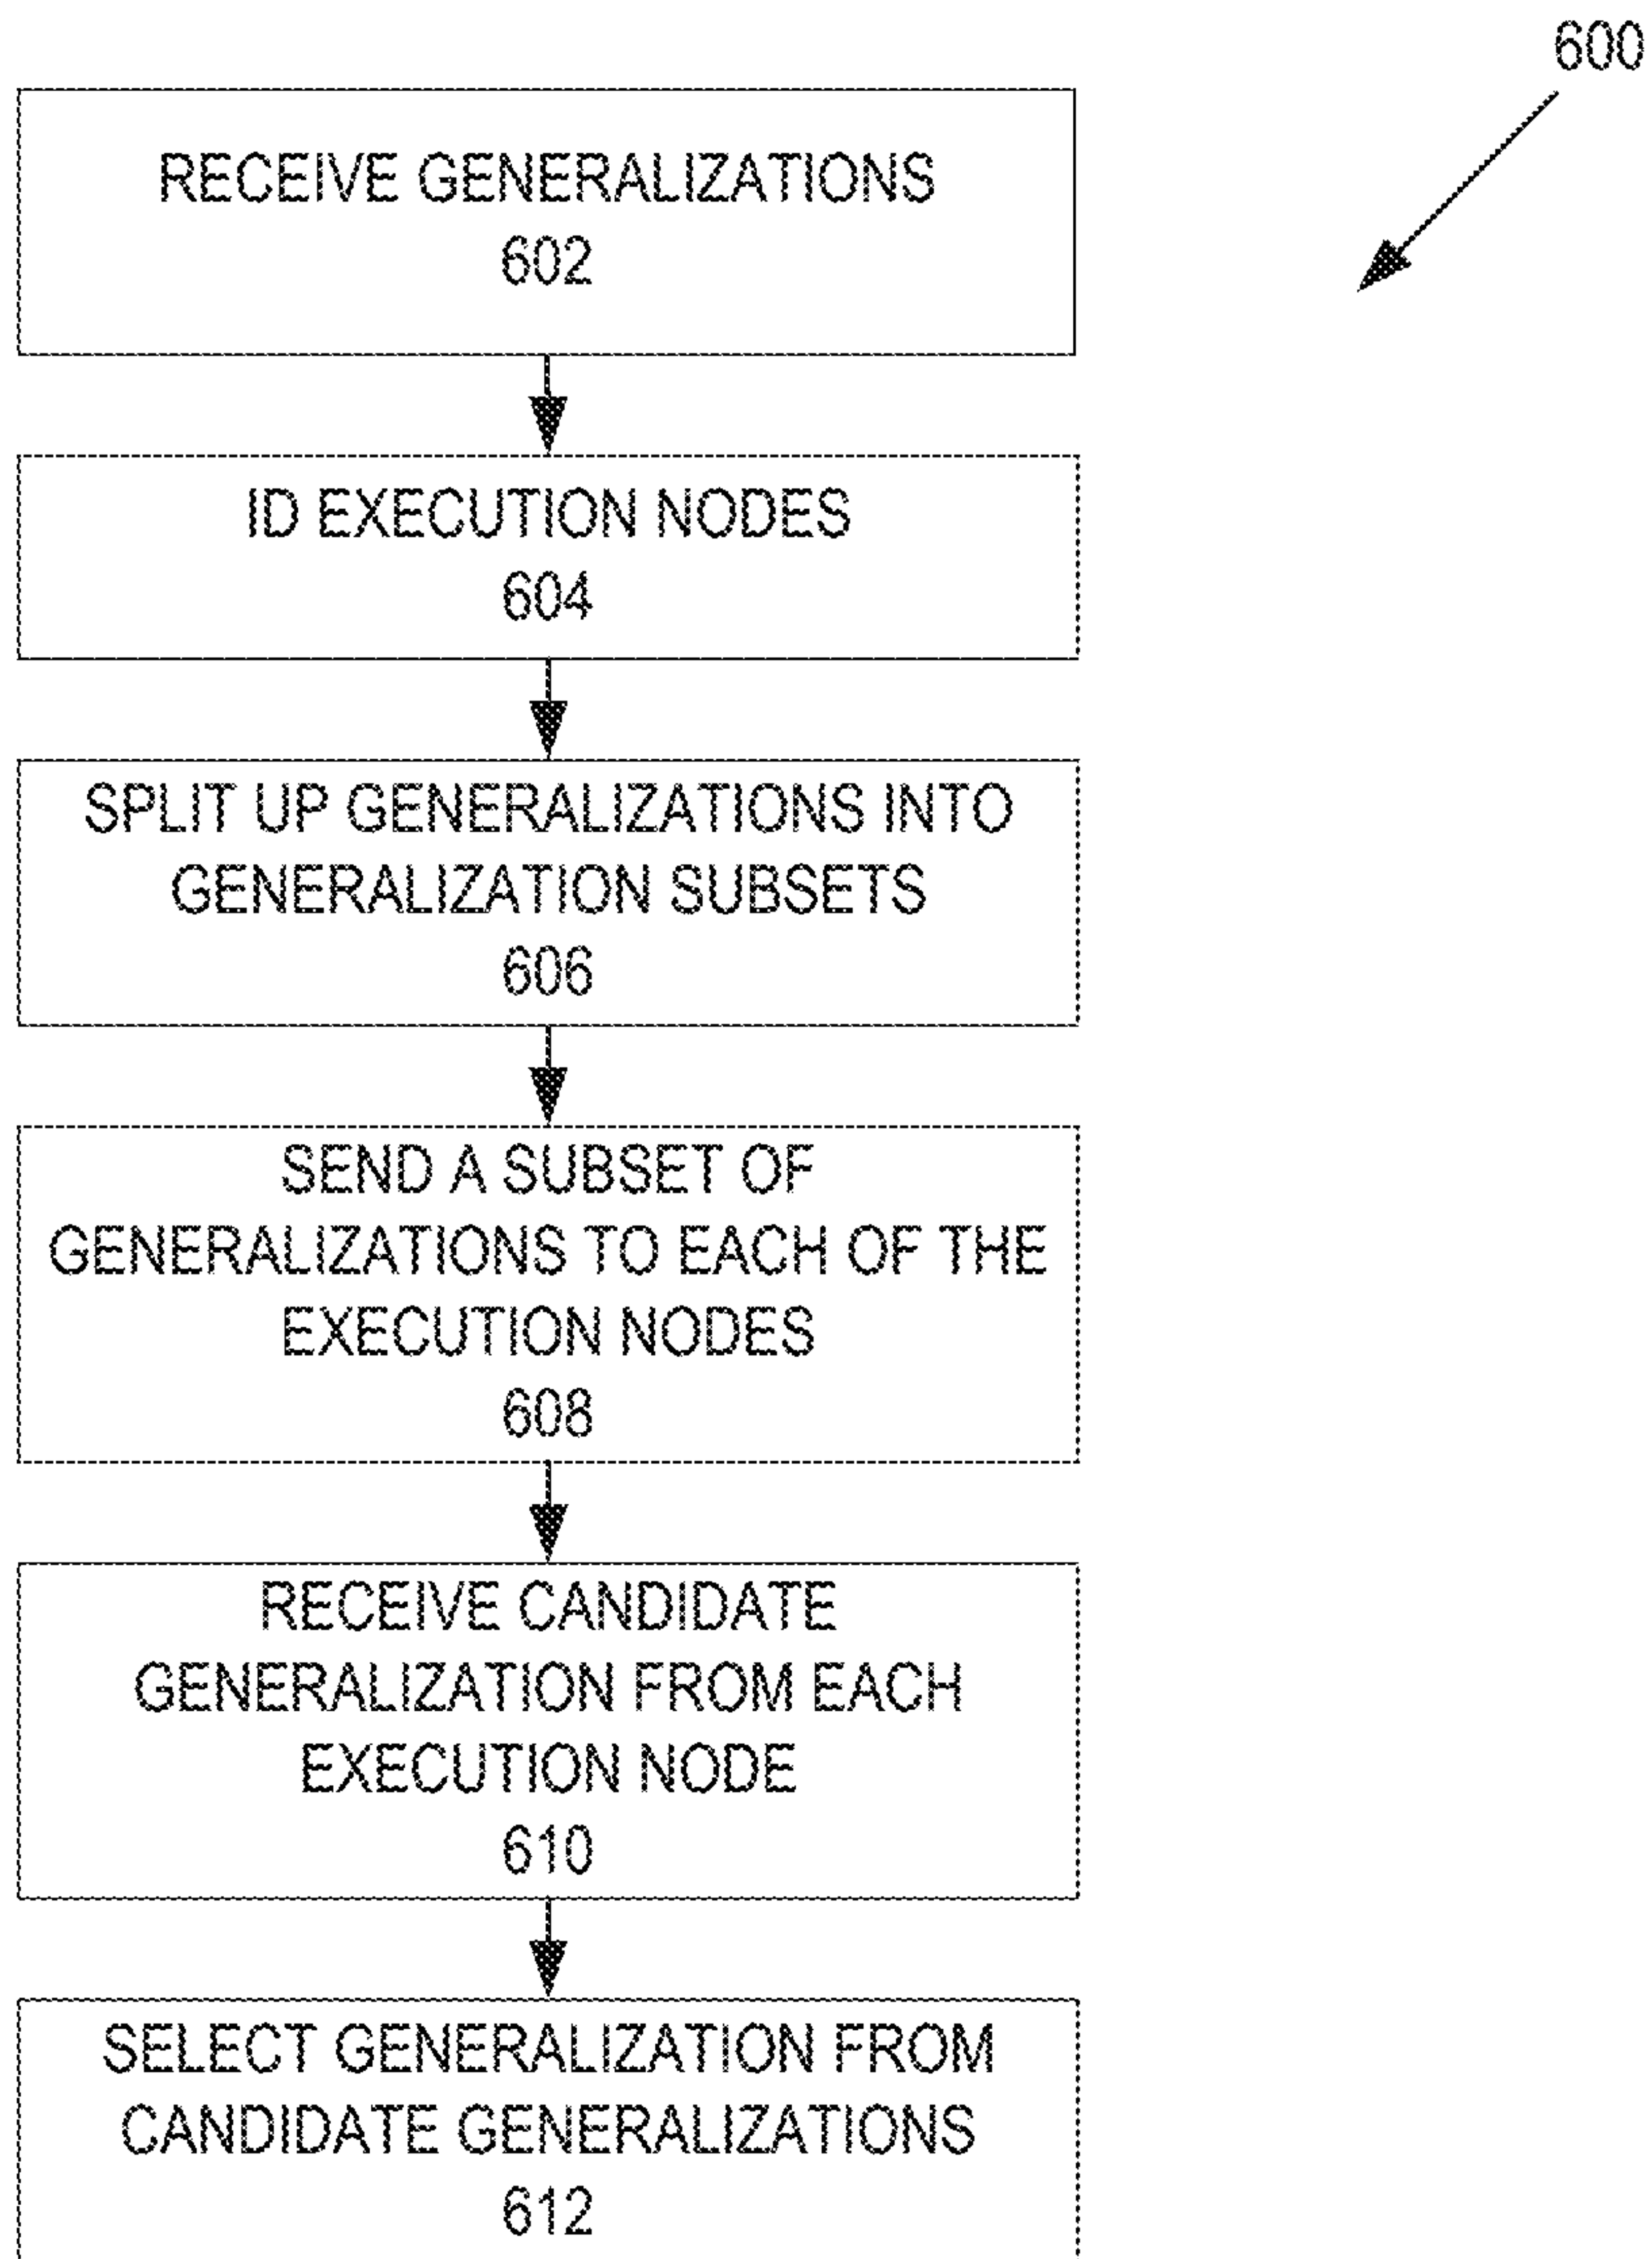 600
RECEIVE GENERALIZATIONS
602
ID EXECUTION NODES
604
SPLIT UP GENERALIZATIONS INTO
GENERALIZATION SUBSETS
606
SEND A SUBSET OF
GENERALIZATIONS TO EACH OF THE
EXECUTION NODES
608
RECEIVE CANDIDATE
GENERALIZATION FROM EACH
EXECUTION NODE
610
SELECT GENERALIZATION FROM
CANDIDATE GENERALIZATIONS
612